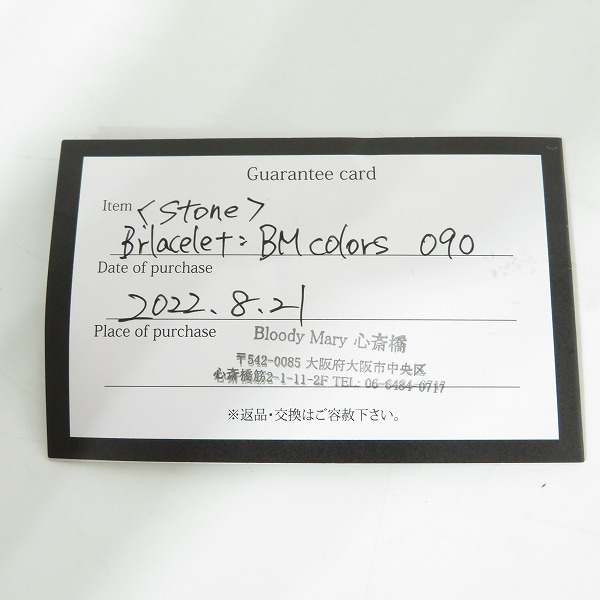 Guarantee card
Item <Stone>
Brlacelet: BM colors 090
Date of purchase
2022.8.21
Place of purchase
Bloody Mary 心斎橋
〒542-0085 大阪府大阪市中央区
心斎橋筋2-1-11-2F TEL: 06-6484-0717
※返品・交換はご容赦下さい。